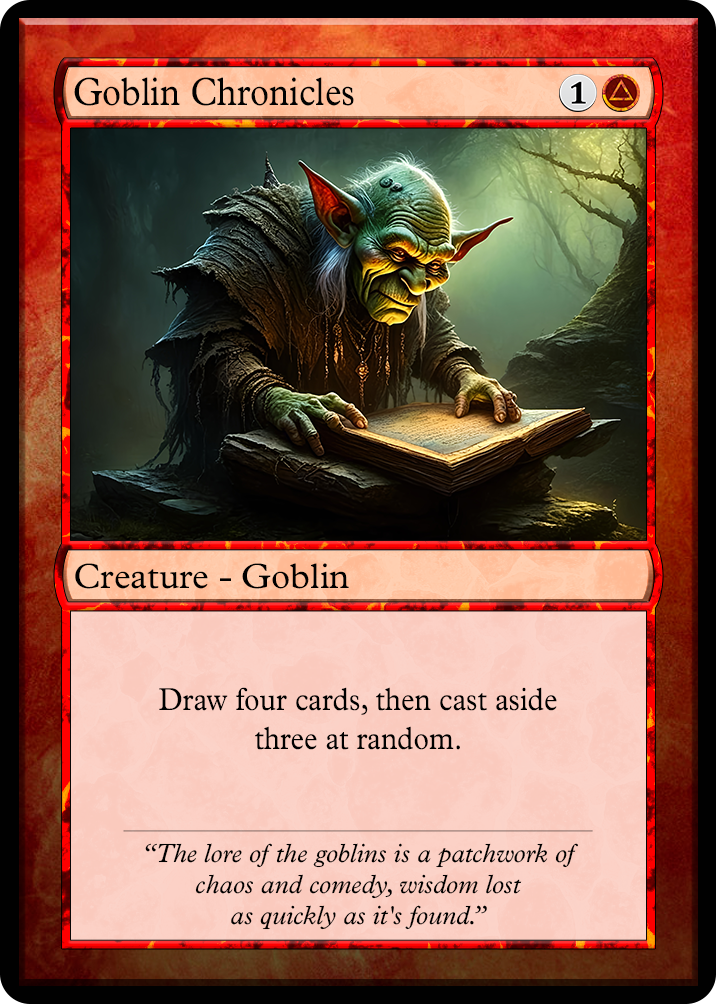 Goblin Chronicles 1
Creature - Goblin
Draw four cards, then cast aside
three at random.
“The lore of the goblins is a patchwork of
chaos and comedy, wisdom lost
as quickly as it's found.”